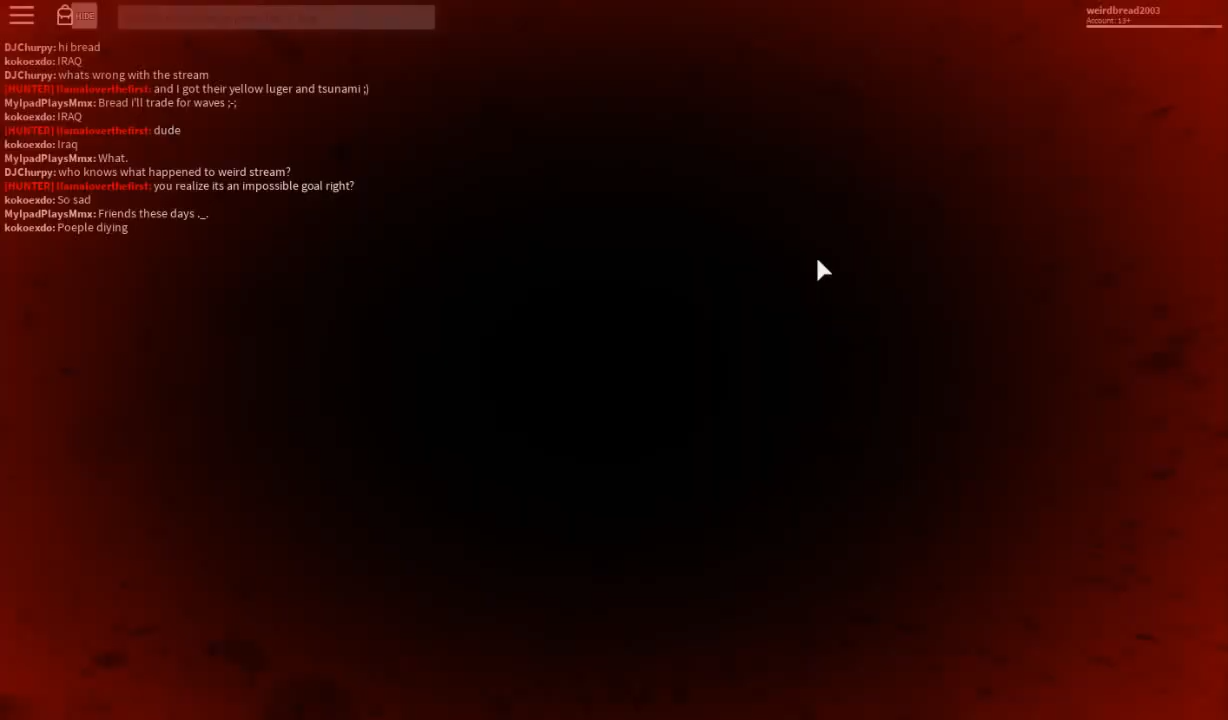 HIDE
weirdbread2003
Account: 13+
DJChurpy: hi bread
kokoexdo: IRAQ
DJChurpy: whats wrong with the stream
[HUNTER] llamaloverthefirst: and I got their yellow luger and tsunami ;)
MyIpadPlaysMmx: Bread i'll trade for waves ;-;
kokoexdo: IRAQ
[HUNTER] llamaloverthefirst: dude
kokoexdo: Iraq
MyIpadPlaysMmx: What.
DJChurpy: who knows what happened to weird stream?
[HUNTER] llamaloverthefirst: you realize its an impossible goal right?
kokoexdo: So sad
MyIpadPlaysMmx: Friends these days ._.
kokoexdo: Poeple diying